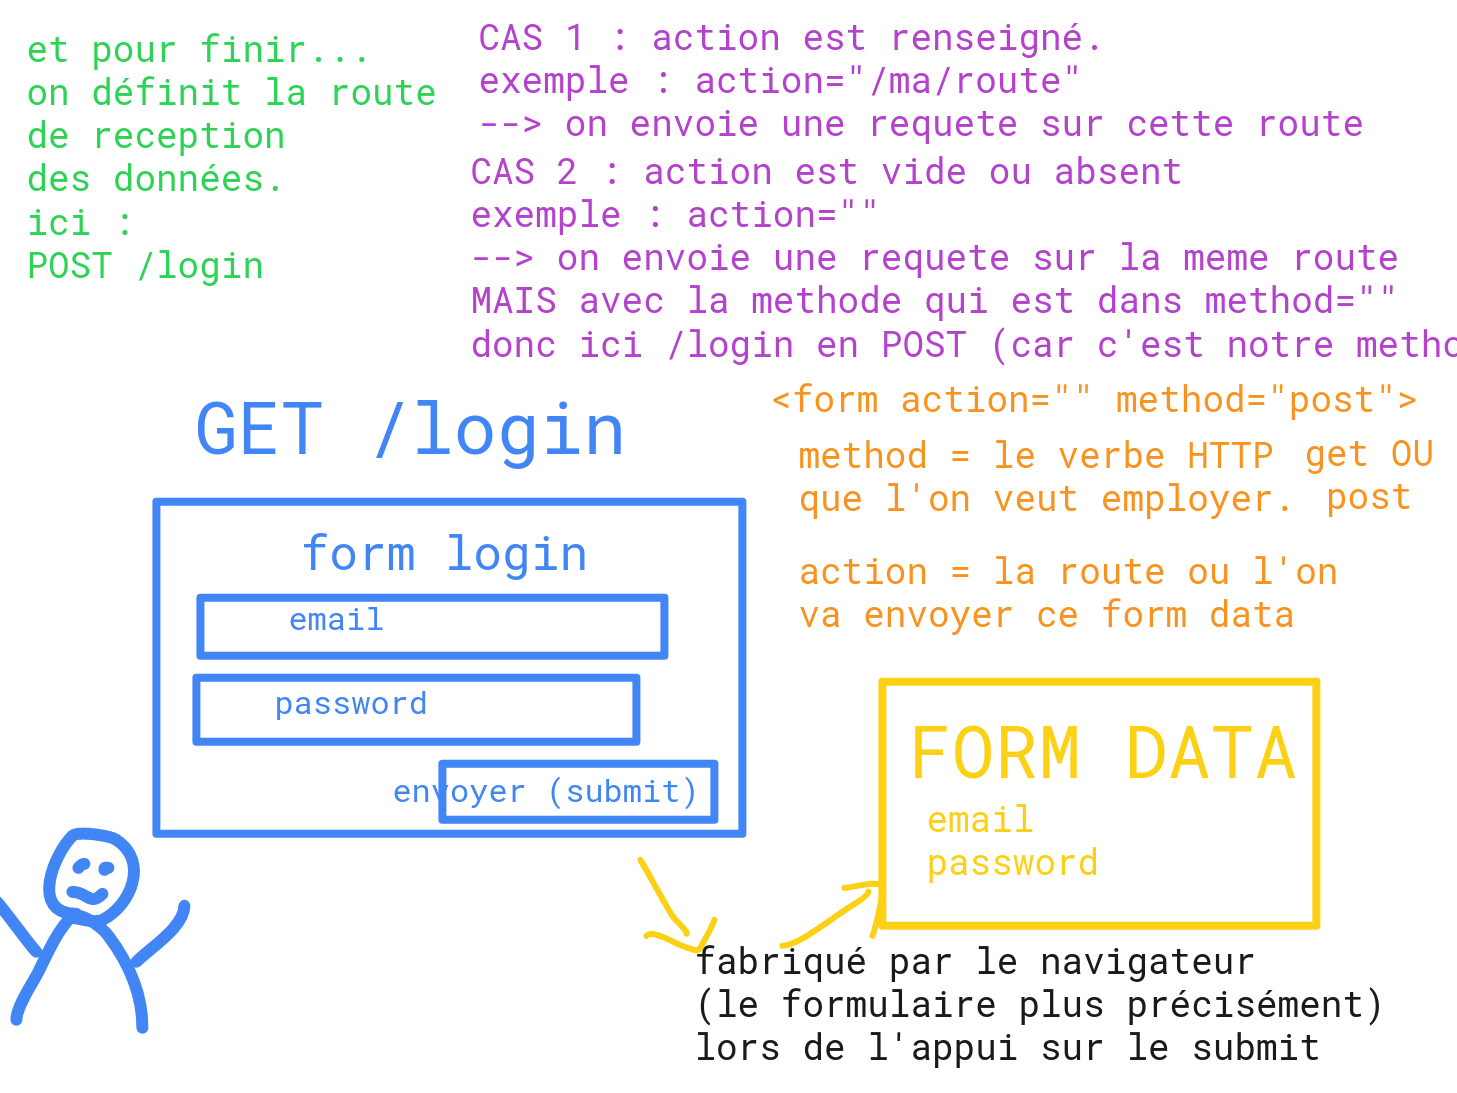 et pour finir...
on définit la route
de reception
des données.
ici :
POST /login
CAS 1 : action est renseigné.
exemple : action="/ma/route"
--> on envoie une requete sur cette route
CAS 2 : action est vide ou absent
exemple : action=""
--> on envoie une requete sur la meme route
MAIS avec la methode qui est dans method=""
donc ici /login en POST (car c'est notre
<form action="" method="post">
method = le verbe HTTP
que l'on veut employer.
get OU
post
action = la route ou l'on
va envoyer ce form data
GET /login
form login
email
password
envoyer (submit)
FORM DATA
email
password
fabriqué par le navigateur
(le formulaire plus précisément)
lors de l'appui sur le submit